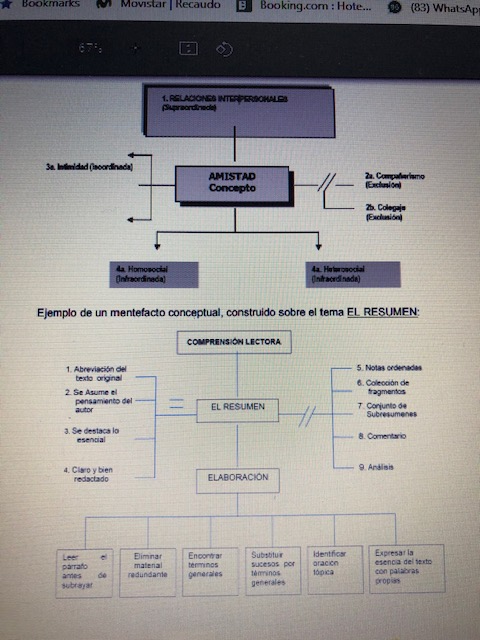 Bookmarks
Movistar | Recaudo
Booking.com : Hote...
(83) WhatsApp
67%
1. RELACIONES INTERPERSONALES
(Supraordinada)
3a. Intimidad (Isoordinada)
AMISTAD
Concepto
2a. Compañerismo
(Exclusión)
2b. Colegaje
(Exclusión)
4a. Homosocial
(Infraordinada)
4a. Heterosocial
(Infraordinada)
Ejemplo de un mentefacto conceptual, construido sobre el tema EL RESUMEN:
COMPRENSIÓN LECTORA
1. Abreviación del
texto original
2. Se Asume el
pensamiento del
autor
3. Se destaca lo
esencial
4. Claro y bien
redactado
EL RESUMEN
5. Notas ordenadas
6. Colección de
fragmentos
7. Conjunto de
Subresumenes
8. Comentario
9. Análisis
ELABORACIÓN
Leer el
párrafo
antes de
subrayar.
Eliminar
material
redundante
Encontrar
términos
generales
Substituir
sucesos por
términos
generales
Identificar
oración
tópica
Expresar la
esencia del texto
con palabras
propias.